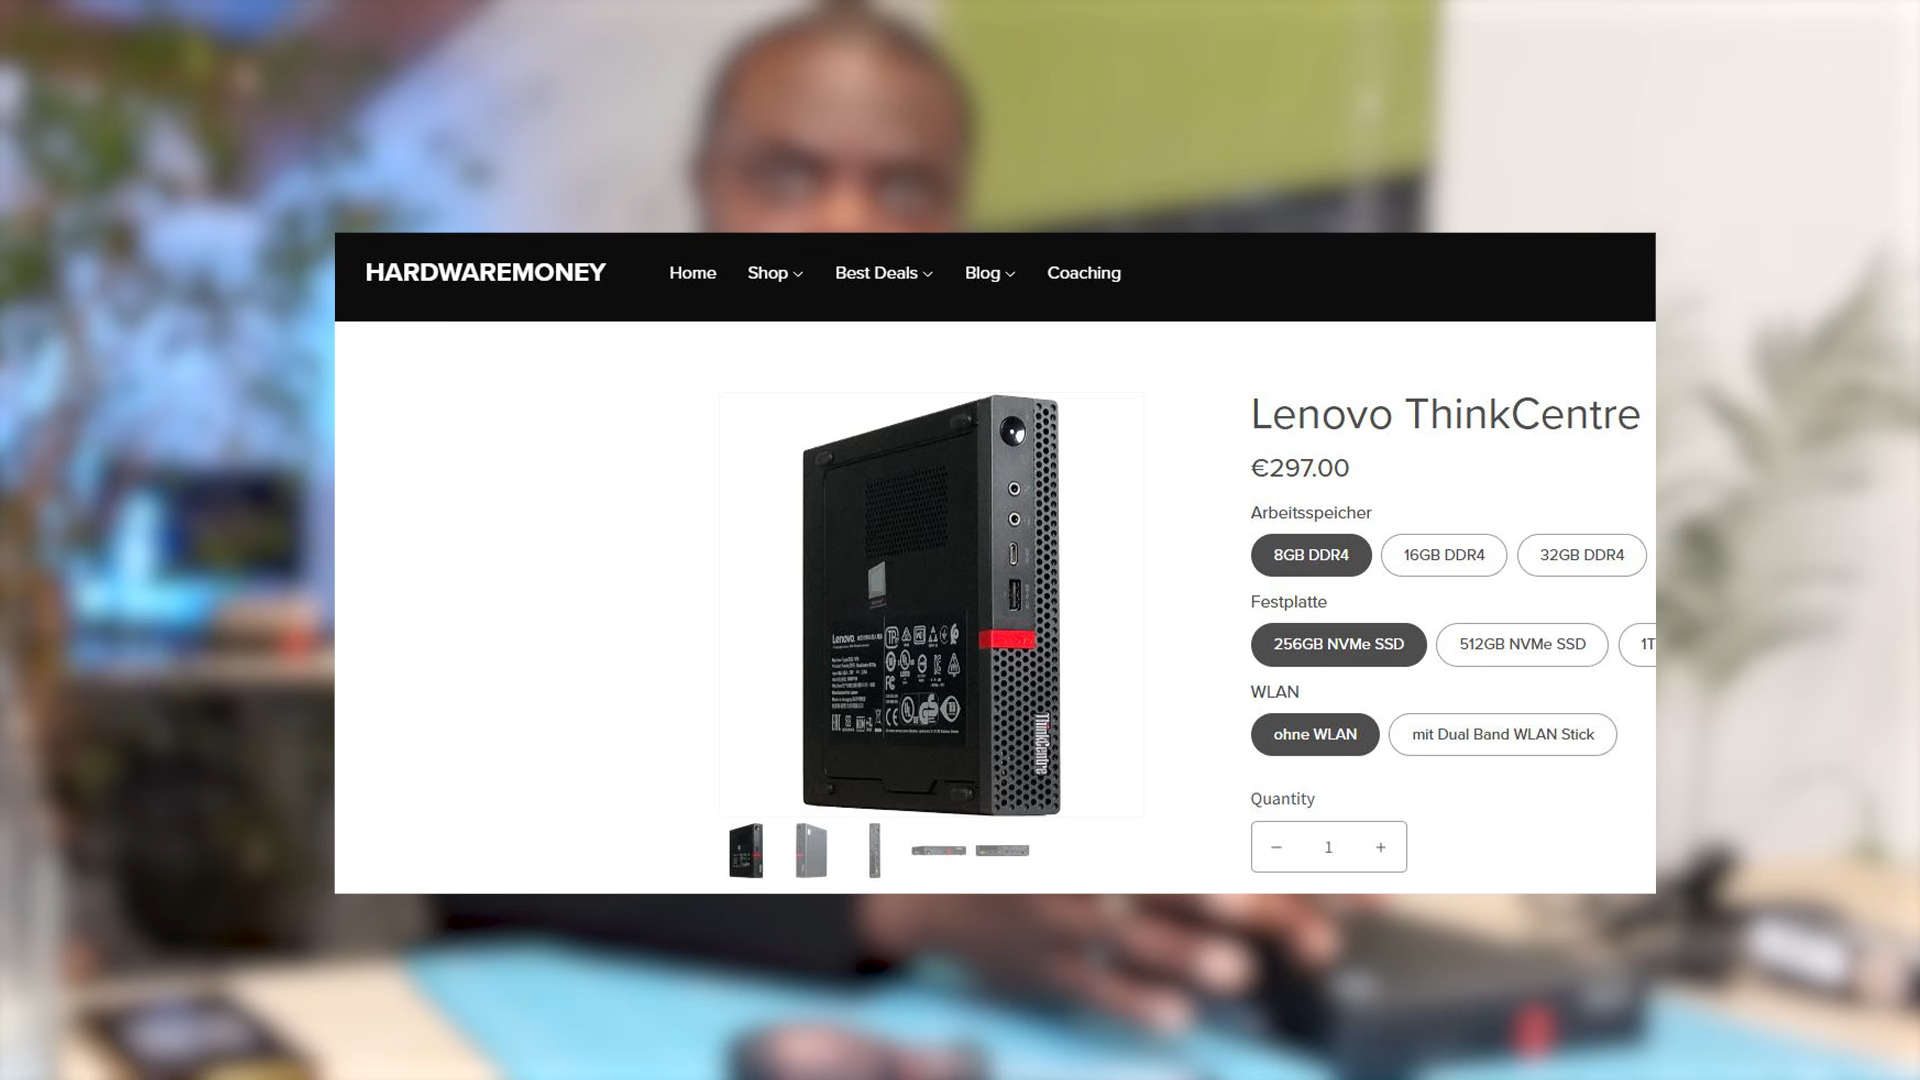 HARDWAREMONEY
Home
Shop
Best Deals
Blog
Coaching
Lenovo ThinkCentre
€297.00
Arbeitsspeicher
8GB DDR4
16GB DDR4
32GB DDR4
Festplatte
256GB NVMe SSD
512GB NVMe SSD
1T
WLAN
ohne WLAN
mit Dual Band WLAN Stick
Quantity
− 1 +
Lenovo
ThinkCentre